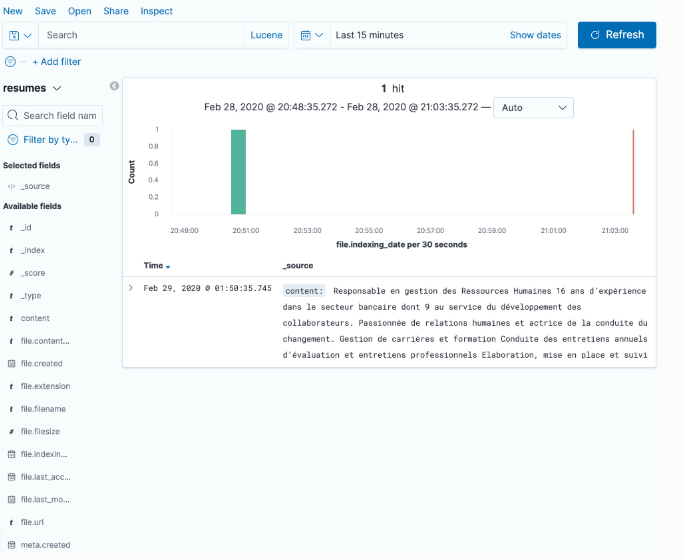 New Save Open Share Inspect
Search Lucene Last 15 minutes Show dates Refresh
+ Add filter
resumes
Search field nam
Filter by ty... 0
Selected fields
_source
Available fields
t _id
t _index
# _score
t _type
t content
t file.content...
file.created
t file.extension
t file.filename
# file.filesize
file.indexin...
file.last_acc...
file.last_mo...
t file.url
meta.created
1 hit
Feb 28, 2020 @ 20:48:35.272 - Feb 28, 2020 @ 21:03:35.272 — Auto
Count
1
0.8
0.6
0.4
0.2
0
20:49:00 20:51:00 20:53:00 20:55:00 20:57:00 20:59:00 21:01:00 21:03:00
file.indexing_date per 30 seconds
Time _source
Feb 29, 2020 @ 01:50:35.745 content: Responsable en gestion des Ressources Humaines 16 ans d'expérience
dans le secteur bancaire dont 9 au service du développement des
collaborateurs. Passionnée de relations humaines et actrice de la conduite du
changement. Gestion de carrières et formation Conduite des entretiens annuels
d'évaluation et entretiens professionnels Elaboration, mise en place et suivi